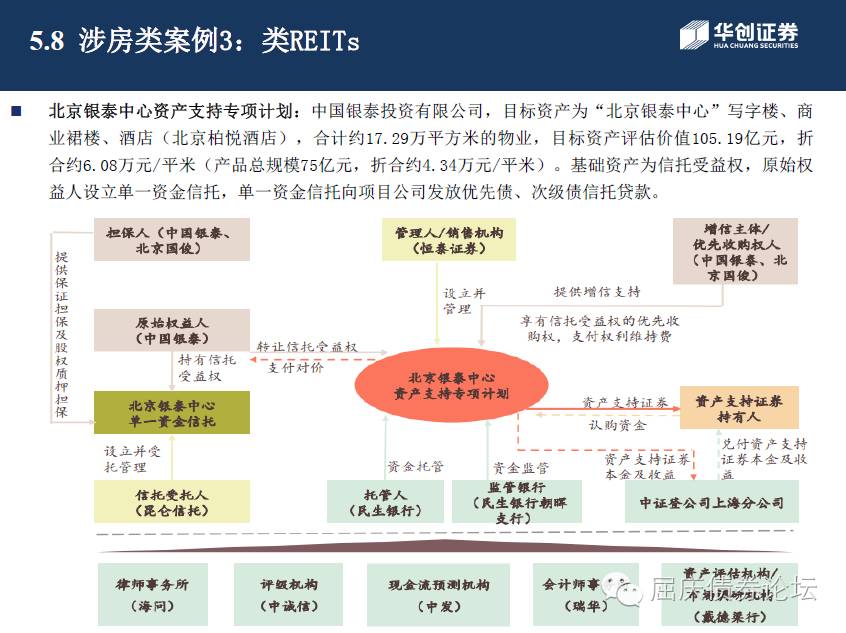 5.8 涉房类案例3：类REITs
华创证券
HUA CHUANG SECURITIES
■ 北京银泰中心资产支持专项计划：中国银泰投资有限公司，目标资产为“北京银泰中心”写字楼、商
业裙楼、酒店（北京柏悦酒店），合计约17.29万平方米的物业，目标资产评估价值105.19亿元，折
合约6.08万元/平米（产品总规模75亿元，折合约4.34万元/平米）。基础资产为信托受益权，原始权
益人设立单一资金信托，单一资金信托向项目公司发放优先债、次级债信托贷款。
担保人（中国银泰、
北京国俊）
管理人/销售机构
（恒泰证券）
增信主体/
优先收购权人
（中国银泰、北
京国俊）
提供保证担保及股权质押担保
设立并
管理
提供增信支持
享有信托受益权的优先收
购权，支付权利维持费
原始权益人
（中国银泰）
转让信托受益权
支付对价
持有信托
受益权
北京银泰中心
资产支持专项计划
北京银泰中心
单一资金信托
资产支持证券
认购资金
资产支持证券
持有人
设立并受
托管理
资金托管
资金监管
资产支持证券
本金及收益
兑付资产支持
证券本金及收
益
信托受托人
（昆仑信托）
托管人
（民生银行）
监管银行
（民生银行朝晖
支行）
中证登公司上海分公司
律师事务所
（海问）
评级机构
（中诚信）
现金流预测机构
（中发）
会计师事
（瑞华）
资产评估机构/
（戴德梁行）
屈庆债券论坛